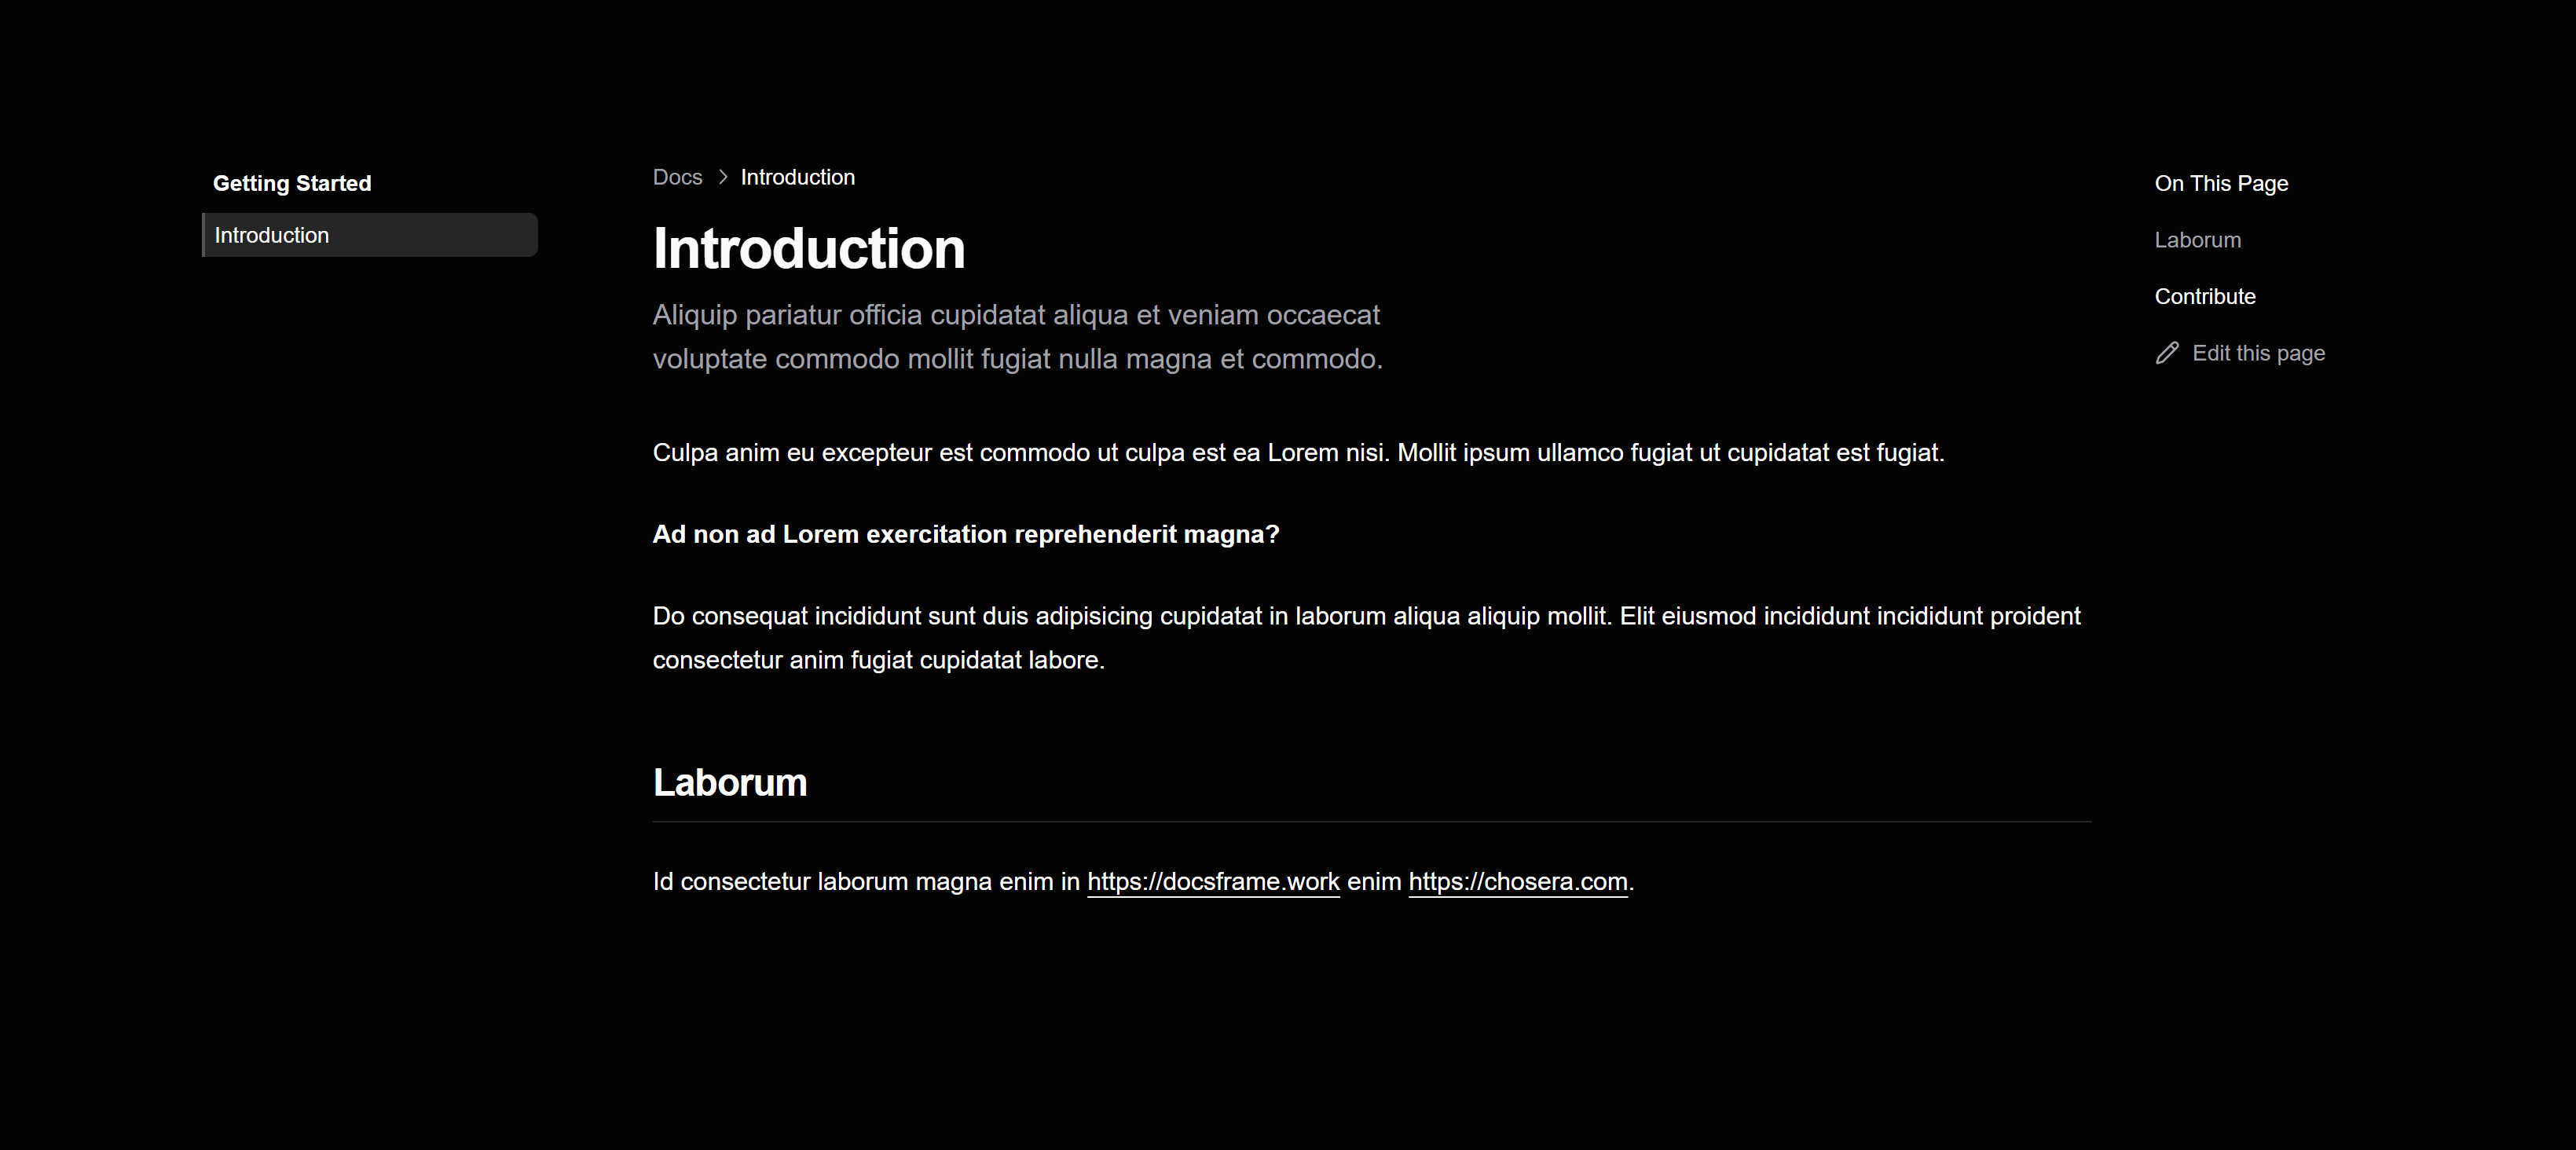 Getting Started
Introduction
Docs > Introduction
Introduction
Aliquip pariatur officia cupidatat aliqua et veniam occaecat
voluptate commodo mollit fugiat nulla magna et commodo.
Culpa anim eu excepteur est commodo ut culpa est ea Lorem nisi. Mollit ipsum ullamco fugiat ut cupidatat est fugiat.
Ad non ad Lorem exercitation reprehenderit magna?
Do consequat incididunt sunt duis adipisicing cupidatat in laborum aliqua aliquip mollit. Elit eiusmod incididunt incididunt proident
consectetur anim fugiat cupidatat labore.
Laborum
Id consectetur laborum magna enim in https://docsframe.work enim https://chosera.com.
On This Page
Laborum
Contribute
Edit this page